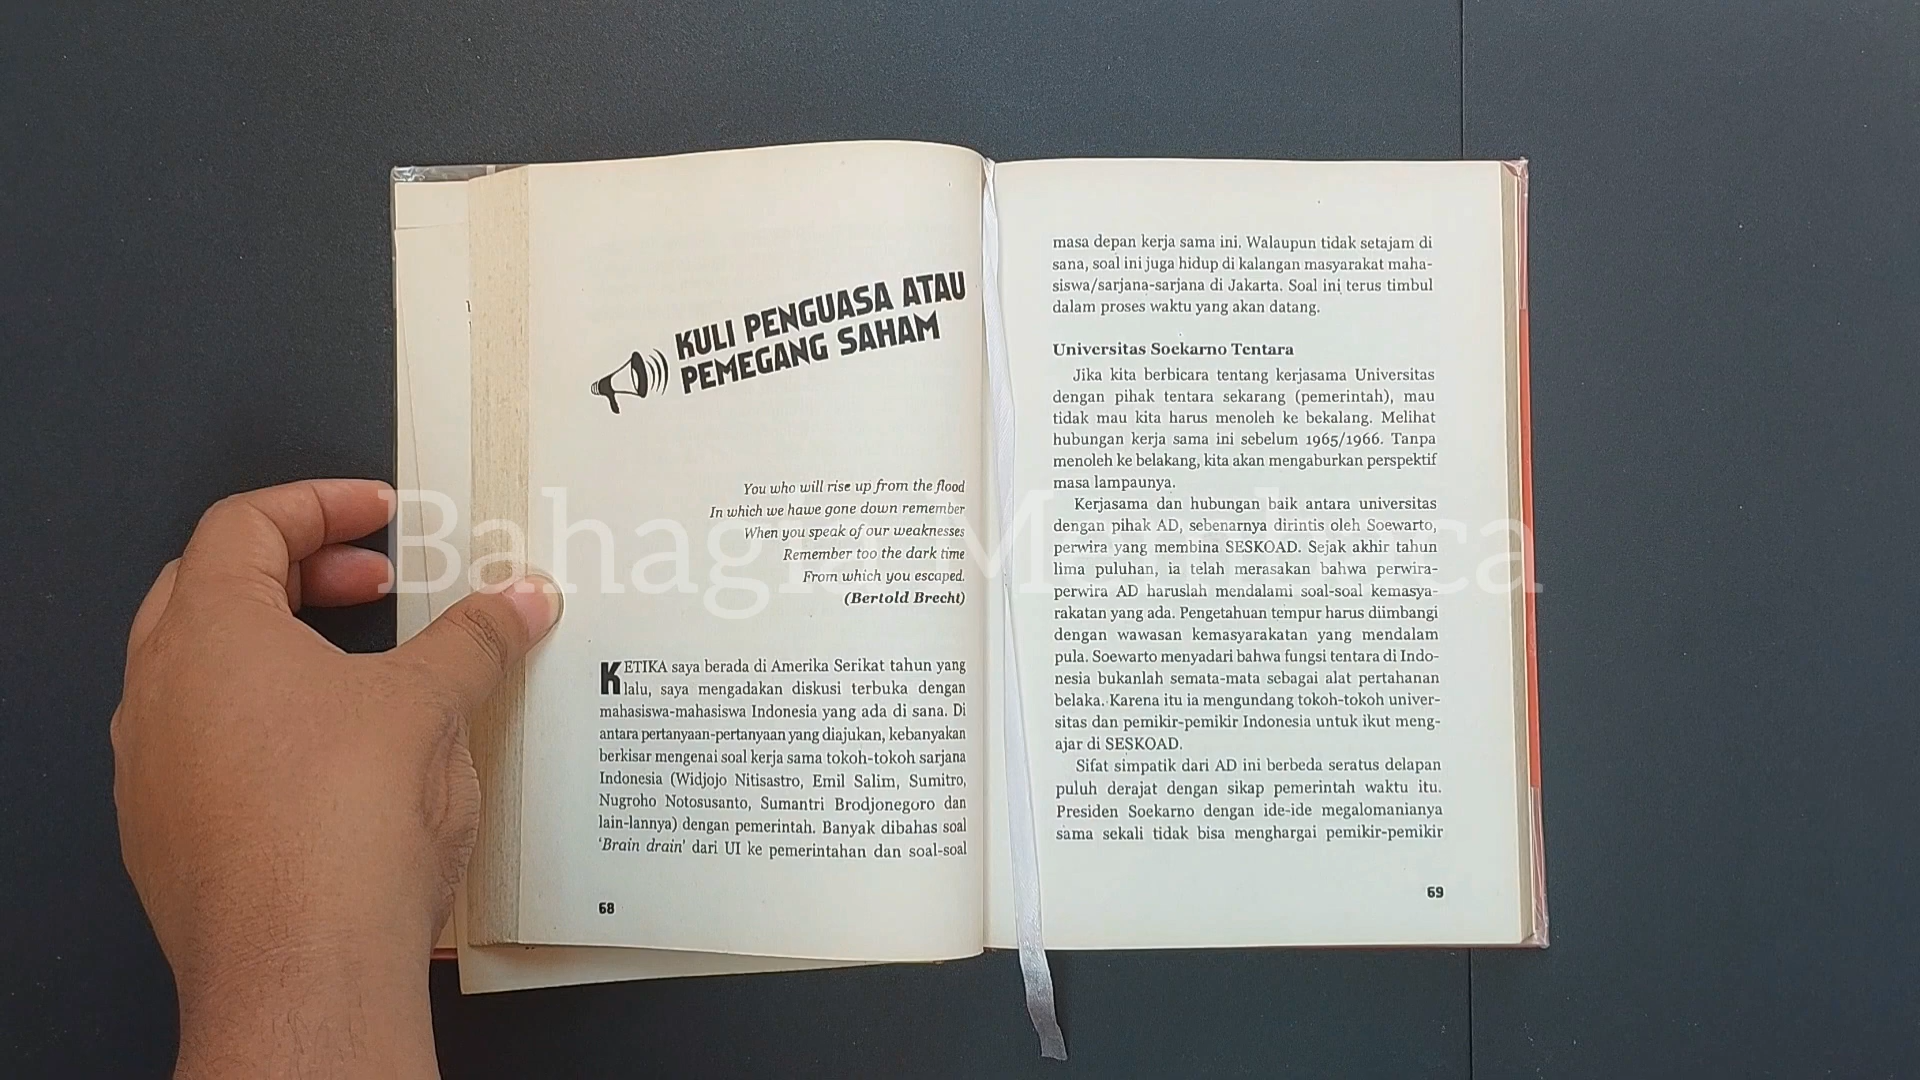 KULI PENGUASA ATAU
PEMEGANG SAHAM
You who will rise up from the flood
In which we hawe gone down remember
When you speak of our weaknesses
Remember too the dark time
From which you escaped.
(Bertold Brecht)
KETIKA saya berada di Amerika Serikat tahun yang
lalu, saya mengadakan diskusi terbuka dengan
mahasiswa-mahasiswa Indonesia yang ada di sana. Di
antara pertanyaan-pertanyaan yang diajukan, kebanyakan
berkisar mengenai soal kerja sama tokoh-tokoh sarjana
Indonesia (Widjojo Nitisastro, Emil Salim, Sumitro,
Nugroho Notosusanto, Sumantri Brodjonegoro dan
lain-lannya) dengan pemerintah. Banyak dibahas soal
‘Brain drain’ dari UI ke pemerintahan dan soal-soal
68
masa depan kerja sama ini. Walaupun tidak setajam di
sana, soal ini juga hidup di kalangan masyarakat maha-
siswa/sarjana-sarjana di Jakarta. Soal ini terus timbul
dalam proses waktu yang akan datang.
Universitas Soekarno Tentara
Jika kita berbicara tentang kerjasama Universitas
dengan pihak tentara sekarang (pemerintah), mau
tidak mau kita harus menoleh ke bekalang. Melihat
hubungan kerja sama ini sebelum 1965/1966. Tanpa
menoleh ke belakang, kita akan mengaburkan perspektif
masa lampaunya.
Kerjasama dan hubungan baik antara universitas
dengan pihak AD, sebenarnya dirintis oleh Soewarto,
perwira yang membina SESKOAD. Sejak akhir tahun
lima puluhan, ia telah merasakan bahwa perwira-
perwira AD haruslah mendalami soal-soal kemasya-
rakatan yang ada. Pengetahuan tempur harus diimbangi
dengan wawasan kemasyarakatan yang mendalam
pula. Soewarto menyadari bahwa fungsi tentara di Indo-
nesia bukanlah semata-mata sebagai alat pertahanan
belaka. Karena itu ia mengundang tokoh-tokoh univer-
sitas dan pemikir-pemikir Indonesia untuk ikut meng-
ajar di SESKOAD.
Sifat simpatik dari AD ini berbeda seratus delapan
puluh derajat dengan sikap pemerintah waktu itu.
Presiden Soekarno dengan ide-ide megalomanianya
sama sekali tidak bisa menghargai pemikir-pemikir
69
Bahagia Membaca